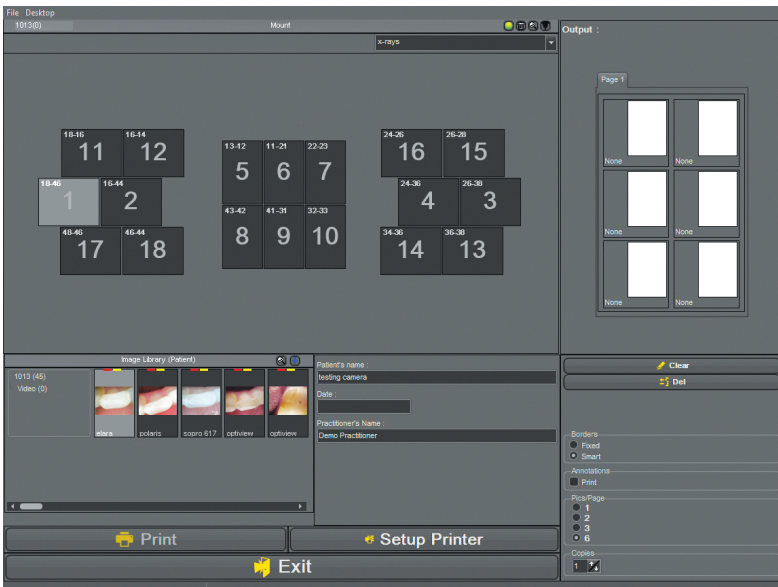 File Desktop
1013(0)
Mount
x-rays
18-16 16-14
11 12
13-12 11-21 22-23
5 6 7
24-26 26-28
16 15
18-46 16-44
1 2
24-36 26-38
4 3
43-42 41-31 32-33
8 9 10
48-46 46-44
17 18
34-36 36-38
14 13
Output :
Page 1
None None
None None
None None
Image Library (Patient)
1013 (45)
Video (0)
elara polaris sopro 617 optiview optiview
Patient's name :
testing camera
Date :
Practitioner's Name :
Demo Practitioner
Clear
Del
Borders
Fixed
Smart
Annotations
Print
Pics/Page
1
2
3
6
Copies
1
Print
Setup Printer
Exit